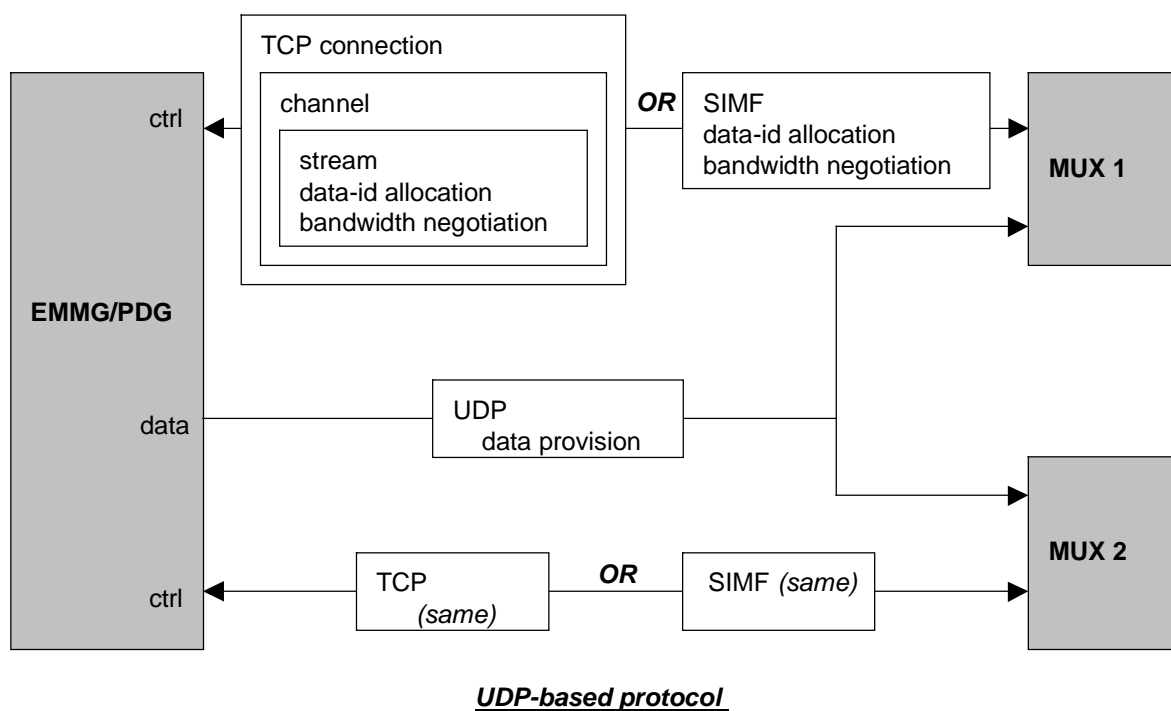 TCP connection
channel
stream
data-id allocation
bandwidth negotiation
ctrl
OR
SIMF
data-id allocation
bandwidth negotiation
MUX 1
EMMG/PDG
data
UDP
data provision
MUX 2
ctrl
TCP
(same)
OR
SIMF (same)
UDP-based protocol